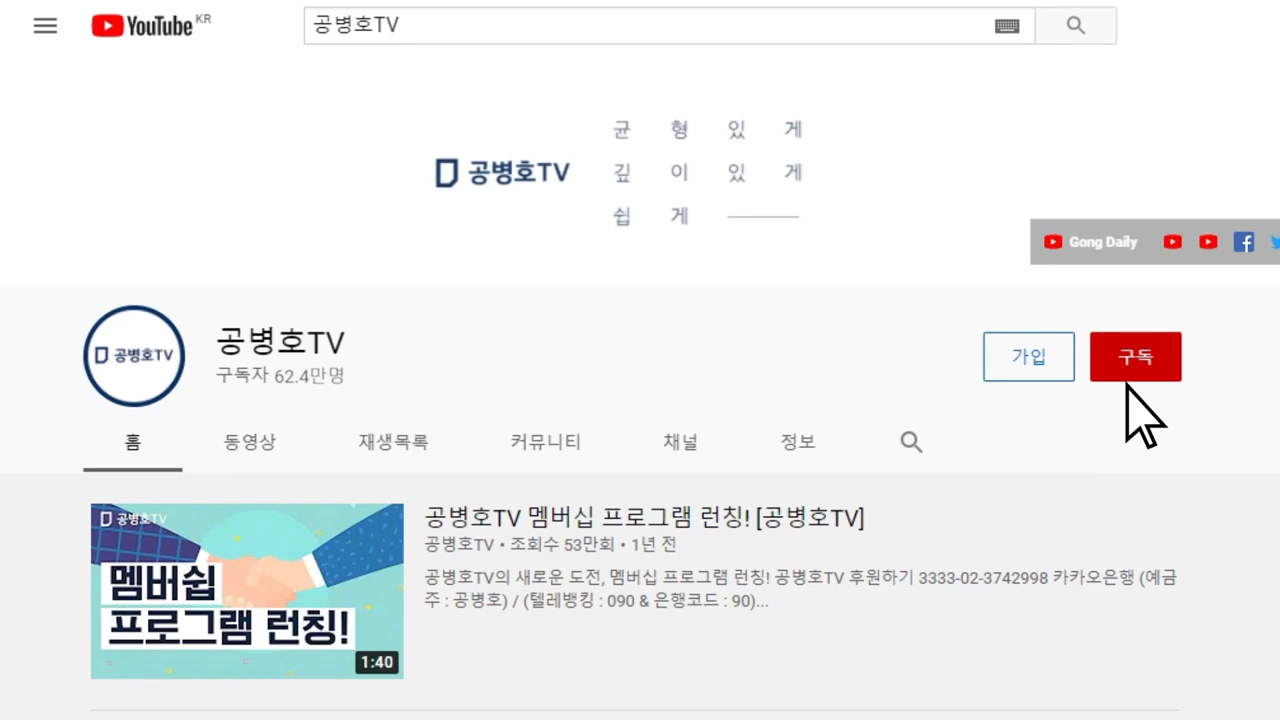 YouTube KR
공병호TV
균 형 있 게
공병호TV
깊 이 있 게
쉽 게
Gong Daily
공병호TV
공병호TV
구독자 62.4만명
가입
구독
홈
동영상
재생목록
커뮤니티
채널
정보
공병호TV
멤버쉽
프로그램 런칭!
1:40
공병호TV 멤버십 프로그램 런칭! [공병호TV]
공병호TV • 조회수 53만회 • 1년 전
공병호TV의 새로운 도전, 멤버십 프로그램 런칭! 공병호TV 후원하기 3333-02-3742998 카카오은행 (예금
주 : 공병호) / (텔레뱅킹 : 090 & 은행코드 : 90)...